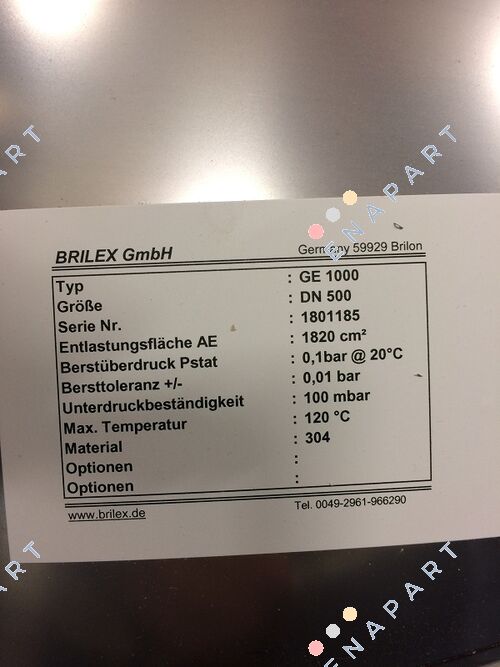 BRILEX GmbH
Germany 59929 Brilon
Typ : GE 1000
Größe : DN 500
Serie Nr. : 1801185
Entlastungsfläche AE : 1820 cm²
Berstüberdruck Pstat : 0,1bar @ 20°C
Bersttoleranz +/- : 0,01 bar
Unterdruckbeständigkeit : 100 mbar
Max. Temperatur : 120 °C
Material : 304
Optionen :
Optionen :
www.brilex.de
Tel. 0049-2961-966290
ENAPART
ENAPART